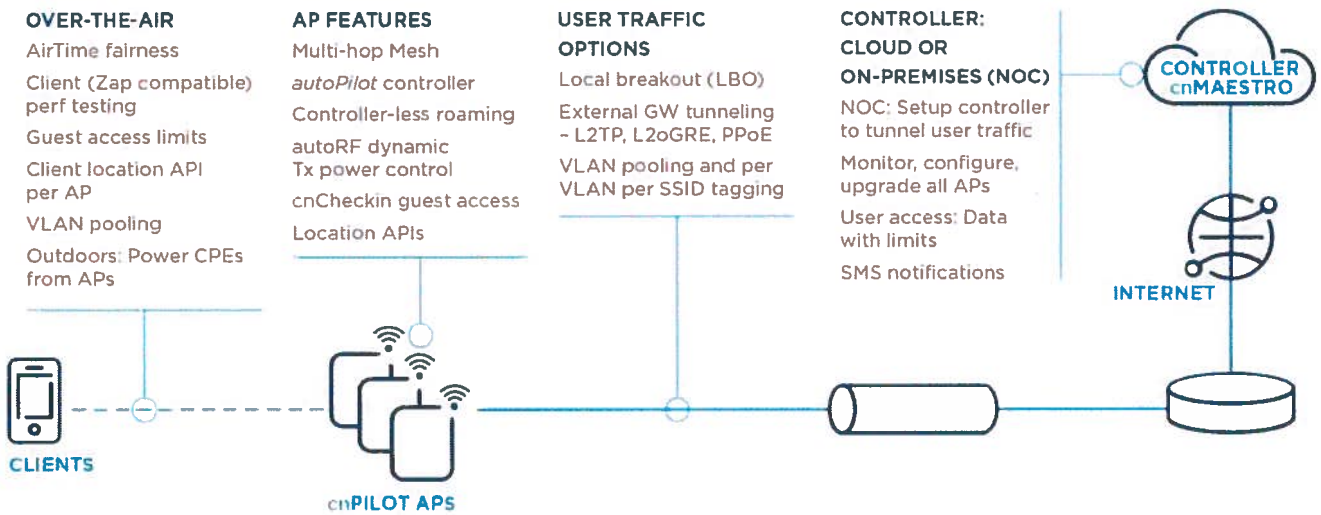 OVER-THE-AIR
AirTime fairness
Client (Zap compatible)
perf testing
Guest access limits
Client location API
per AP
VLAN pooling
Outdoors: Power CPEs
from APs
AP FEATURES
Multi-hop Mesh
autoPilot controller
Controller-less roaming
autoRF dynamic
Tx power control
cnCheckin guest access
Location APIs
USER TRAFFIC
OPTIONS
Local breakout (LBO)
External GW tunneling
- L2TP, L2oGRE, PPoE
VLAN pooling and per
VLAN per SSID tagging
CONTROLLER:
CLOUD OR
ON-PREMISES (NOC)
NOC: Setup controller
to tunnel user traffic
Monitor, configure,
upgrade all APs
User access: Data
with limits
SMS notifications
CONTROLLER
cnMAESTRO
INTERNET
CLIENTS
cnPILOT APS